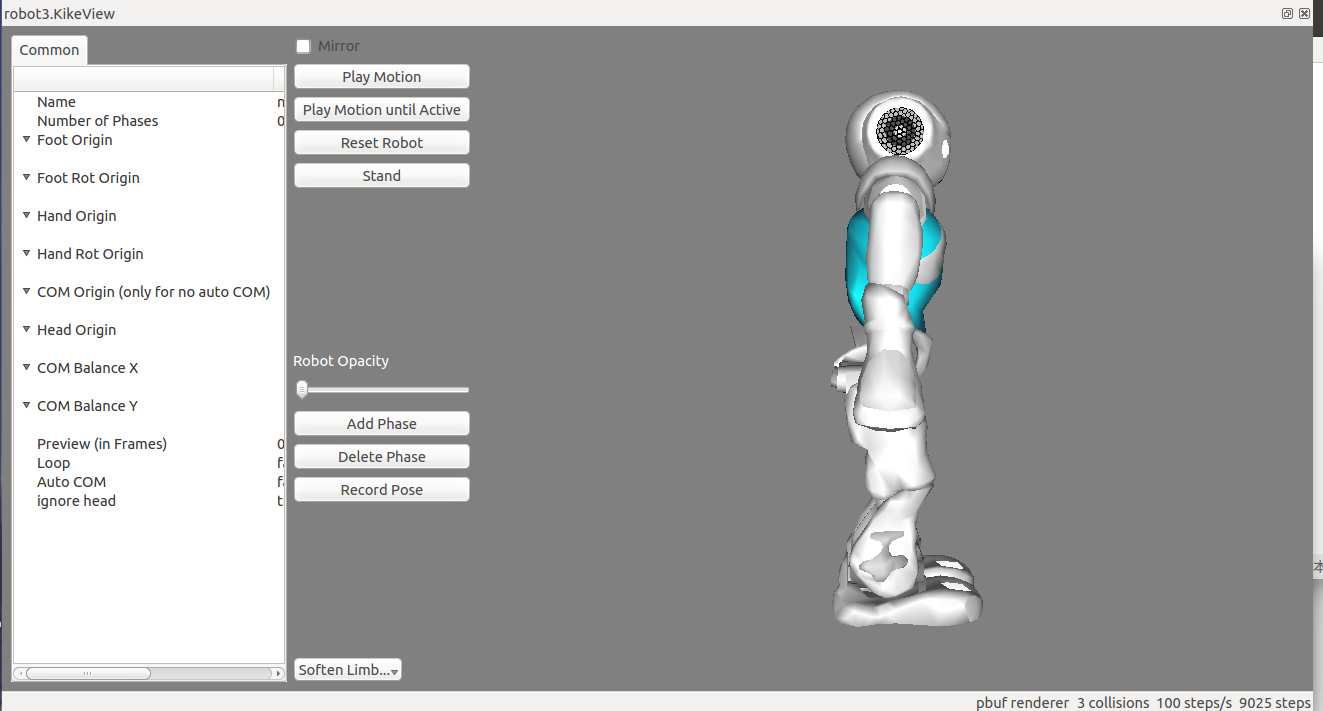 robot3.KikeView
Common
Mirror
Play Motion
Play Motion until Active
Reset Robot
Stand
Name
Number of Phases 0
Foot Origin
Foot Rot Origin
Hand Origin
Hand Rot Origin
COM Origin (only for no auto COM)
Head Origin
COM Balance X
COM Balance Y
Preview (in Frames) 0
Loop
Auto COM
ignore head
Robot Opacity
Add Phase
Delete Phase
Record Pose
Soften Limb...
pbuf renderer 3 collisions 100 steps/s 9025 steps